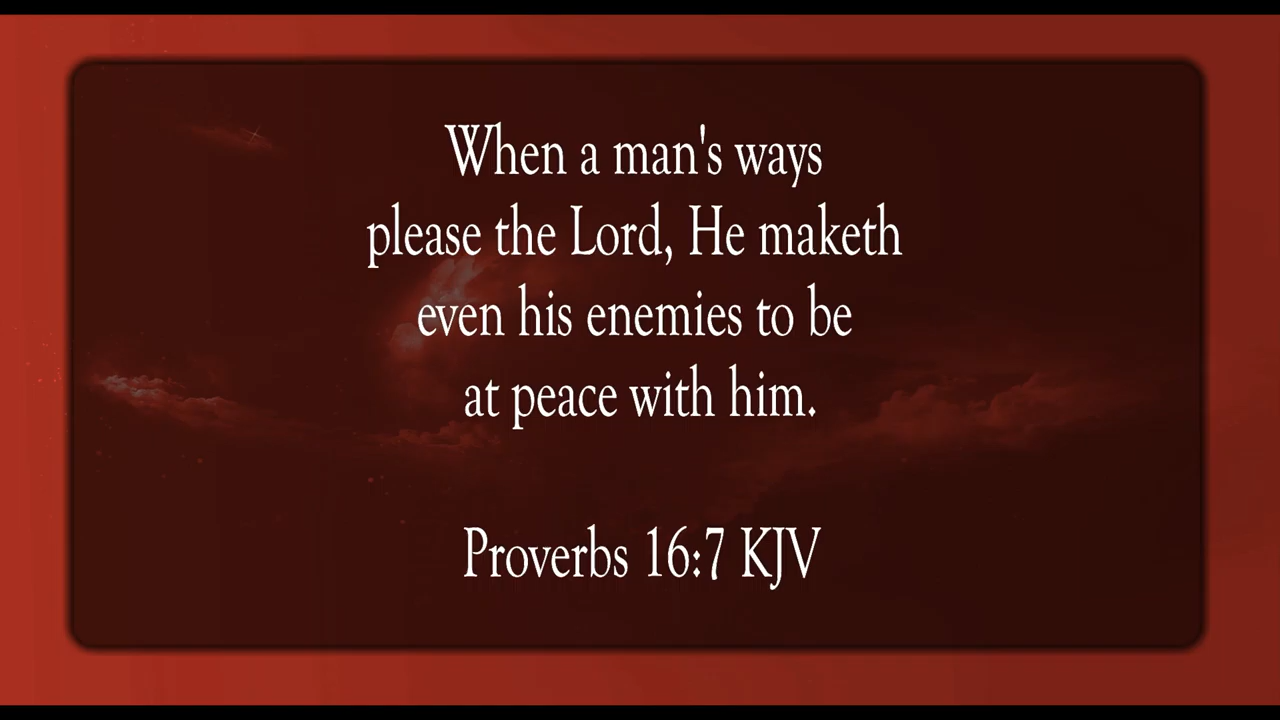 When a man's ways
please the Lord, He maketh
even his enemies to be
at peace with him.
Proverbs 16:7 KJV